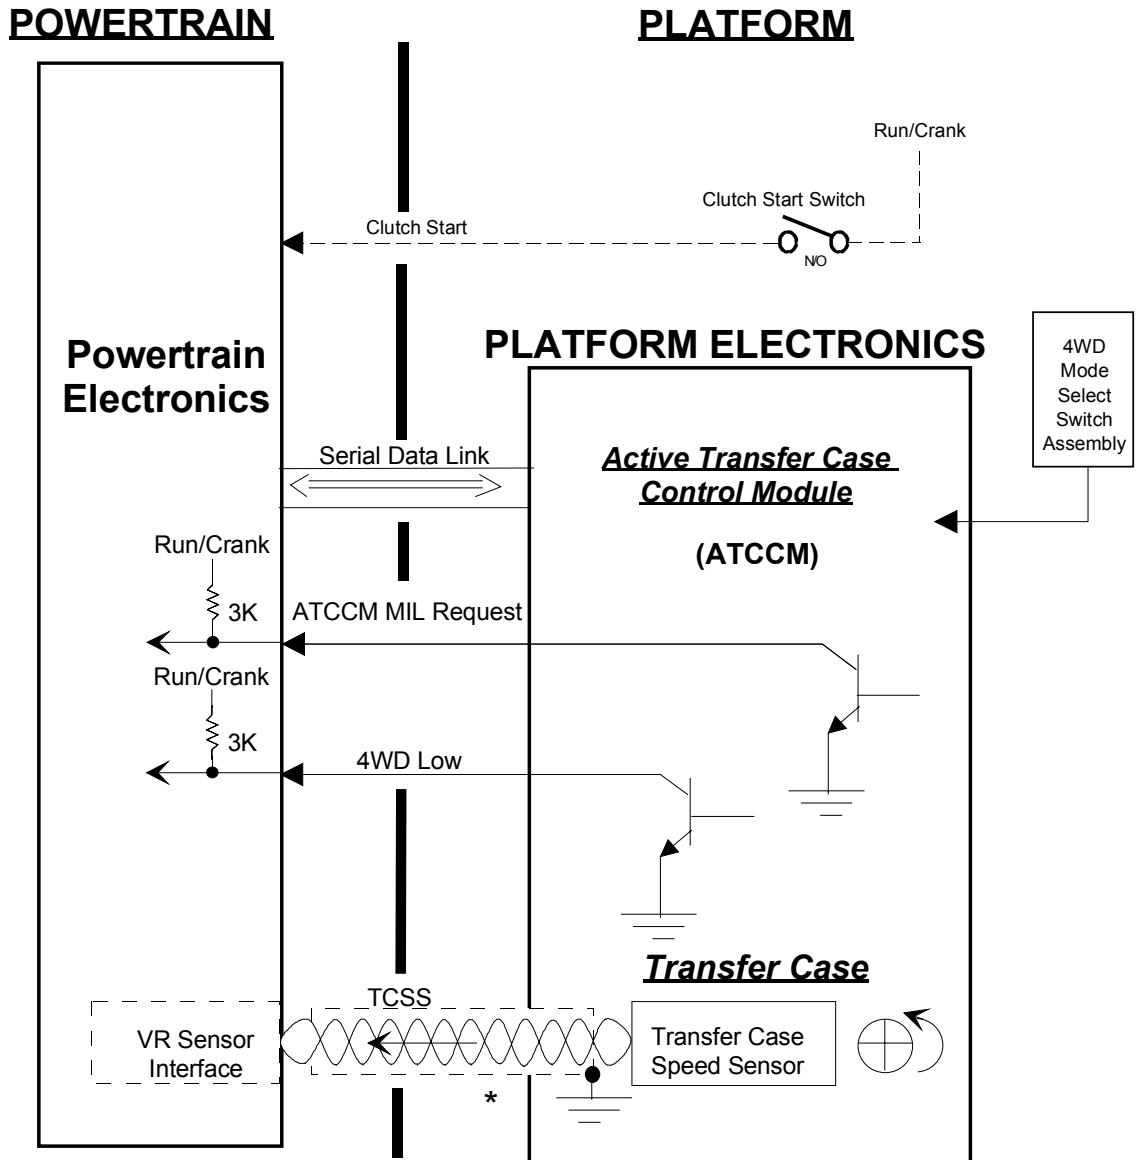 POWERTRAIN
PLATFORM
Run/Crank
Clutch Start Switch
Clutch Start
N/O
Powertrain
Electronics
PLATFORM ELECTRONICS
4WD
Mode
Select
Switch
Assembly
Serial Data Link
Active Transfer Case
Control Module
(ATCCM)
Run/Crank
3K
ATCCM MIL Request
Run/Crank
3K
4WD Low
Transfer Case
TCSS
VR Sensor
Interface
Transfer Case
Speed Sensor
*